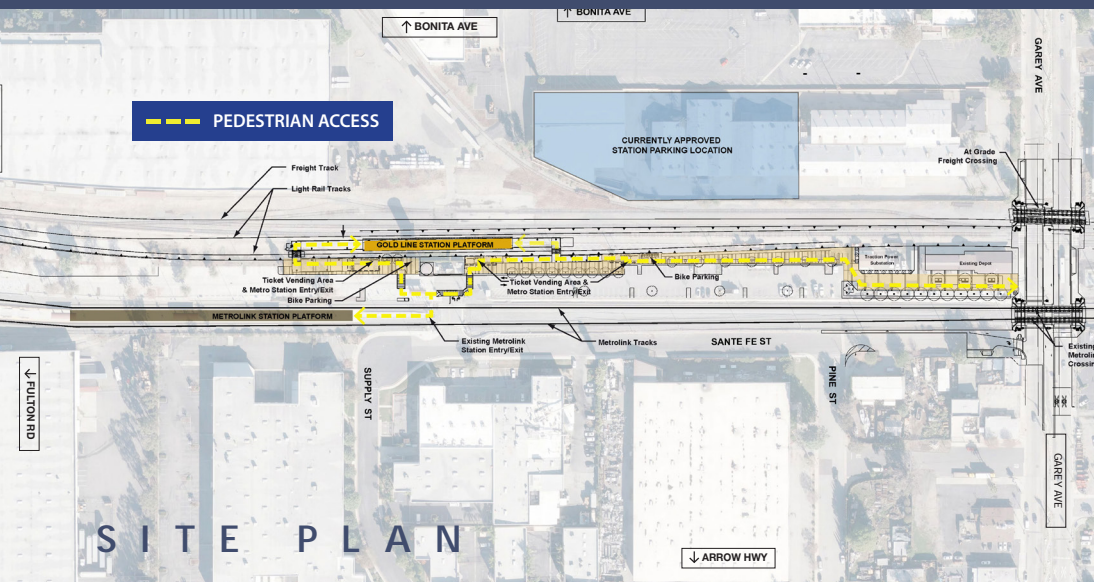 ↑ BONITA AVE
↑ BONITA AVE
GAREY AVE
PEDESTRIAN ACCESS
CURRENTLY APPROVED
STATION PARKING LOCATION
At Grade
Freight Crossing
Freight Track
Light Rail Tracks
GOLD LINE STATION PLATFORM
Traction Power
Substation
Existing Depot
Ticket Vending Area
& Metro Station Entry/Exit
Bike Parking
Ticket Vending Area &
Metro Station Entry/Exit
Bike Parking
METROLINK STATION PLATFORM
Existing Metrolink
Station Entry/Exit
Metrolink Tracks
SANTE FE ST
Existing
Metrolin
Crossin
↓ FULTON RD
SUPPLY ST
PINE ST
GAREY AVE
SITE PLAN
↓ ARROW HWY